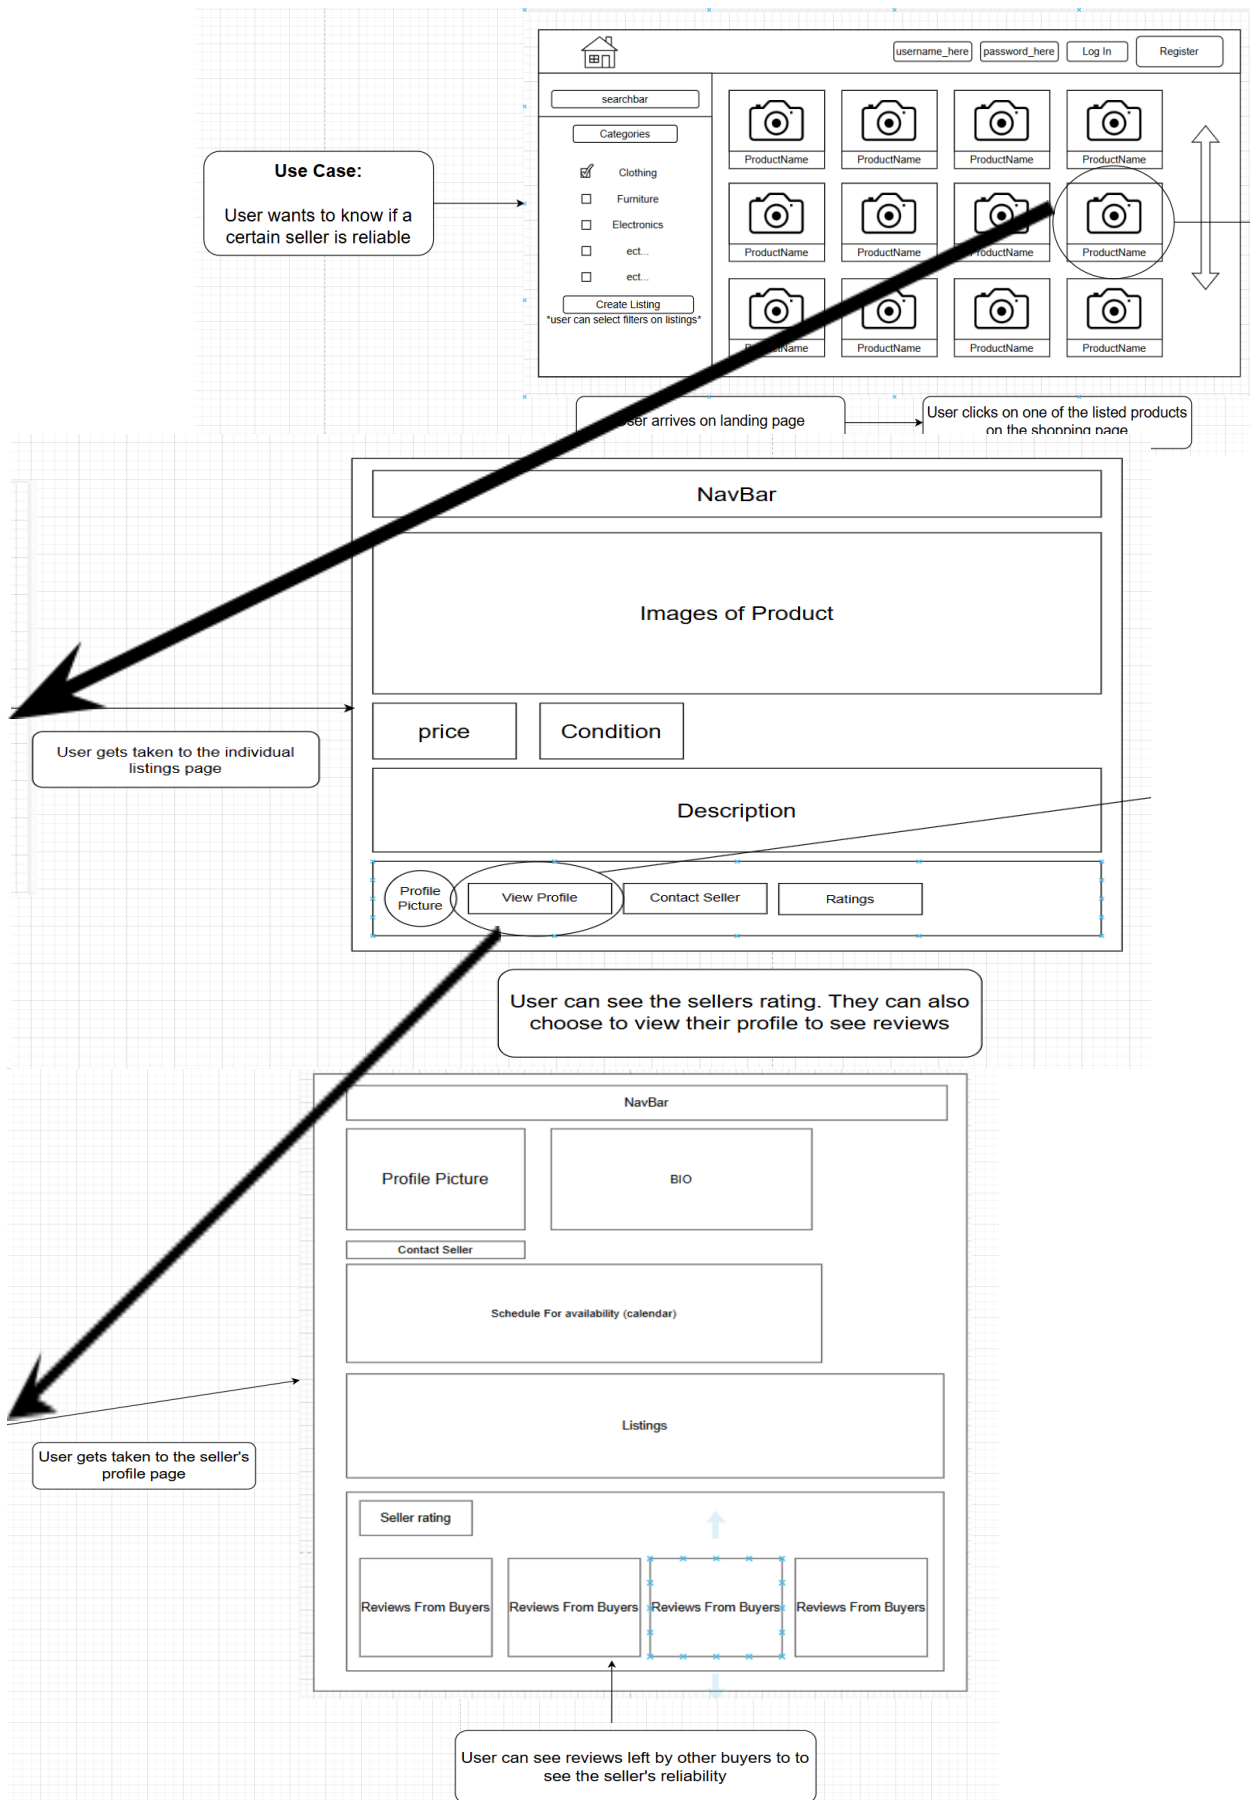 username_here
password_here
Log In
Register
searchbar
Categories
Clothing
Furniture
Electronics
ect...
ect...
Create Listing
*user can select filters on listings*
ProductName
ProductName
ProductName
ProductName
ProductName
ProductName
ProductName
ProductName
ProductName
ProductName
ProductName
ProductName
Use Case:
User wants to know if a
certain seller is reliable
User arrives on landing page
User clicks on one of the listed products
on the shopping page
NavBar
Images of Product
price
Condition
Description
Profile
Picture
View Profile
Contact Seller
Ratings
User gets taken to the individual
listings page
User can see the sellers rating. They can also
choose to view their profile to see reviews
NavBar
Profile Picture
BIO
Contact Seller
Schedule For availability (calendar)
Listings
Seller rating
Reviews From Buyers
Reviews From Buyers
Reviews From Buyers
Reviews From Buyers
User gets taken to the seller's
profile page
User can see reviews left by other buyers to to
see the seller's reliability